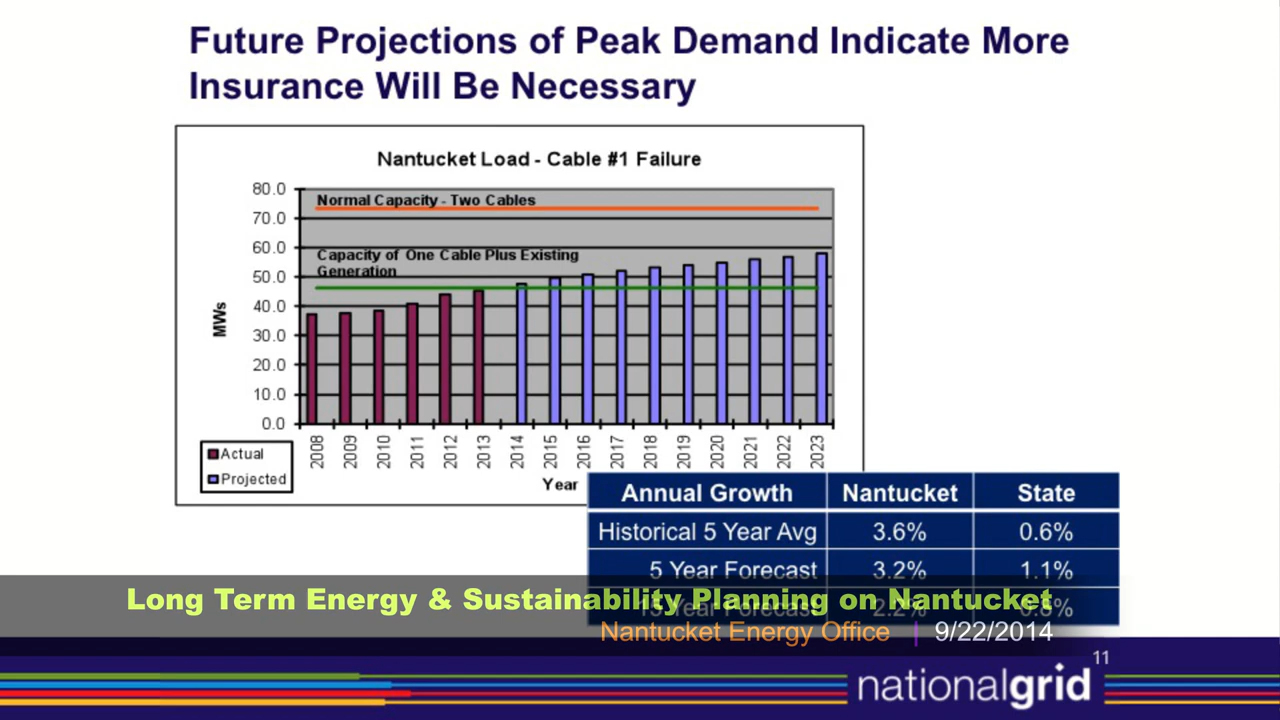 Future Projections of Peak Demand Indicate More
Insurance Will Be Necessary
Nantucket Load - Cable #1 Failure
80.0
70.0
60.0
50.0
40.0
30.0
20.0
10.0
0.0
MWs
Normal Capacity - Two Cables
Capacity of One Cable Plus Existing
Generation
2008 2009 2010 2011 2012 2013 2014 2015 2016 2017 2018 2019 2020 2021 2022 2023
Year
Actual
Projected
Annual Growth Nantucket State
Historical 5 Year Avg 3.6% 0.6%
5 Year Forecast 3.2% 1.1%
Year Forecast 2.2%
Long Term Energy & Sustainability Planning on Nantucket
Nantucket Energy Office | 9/22/2014
11
nationalgrid